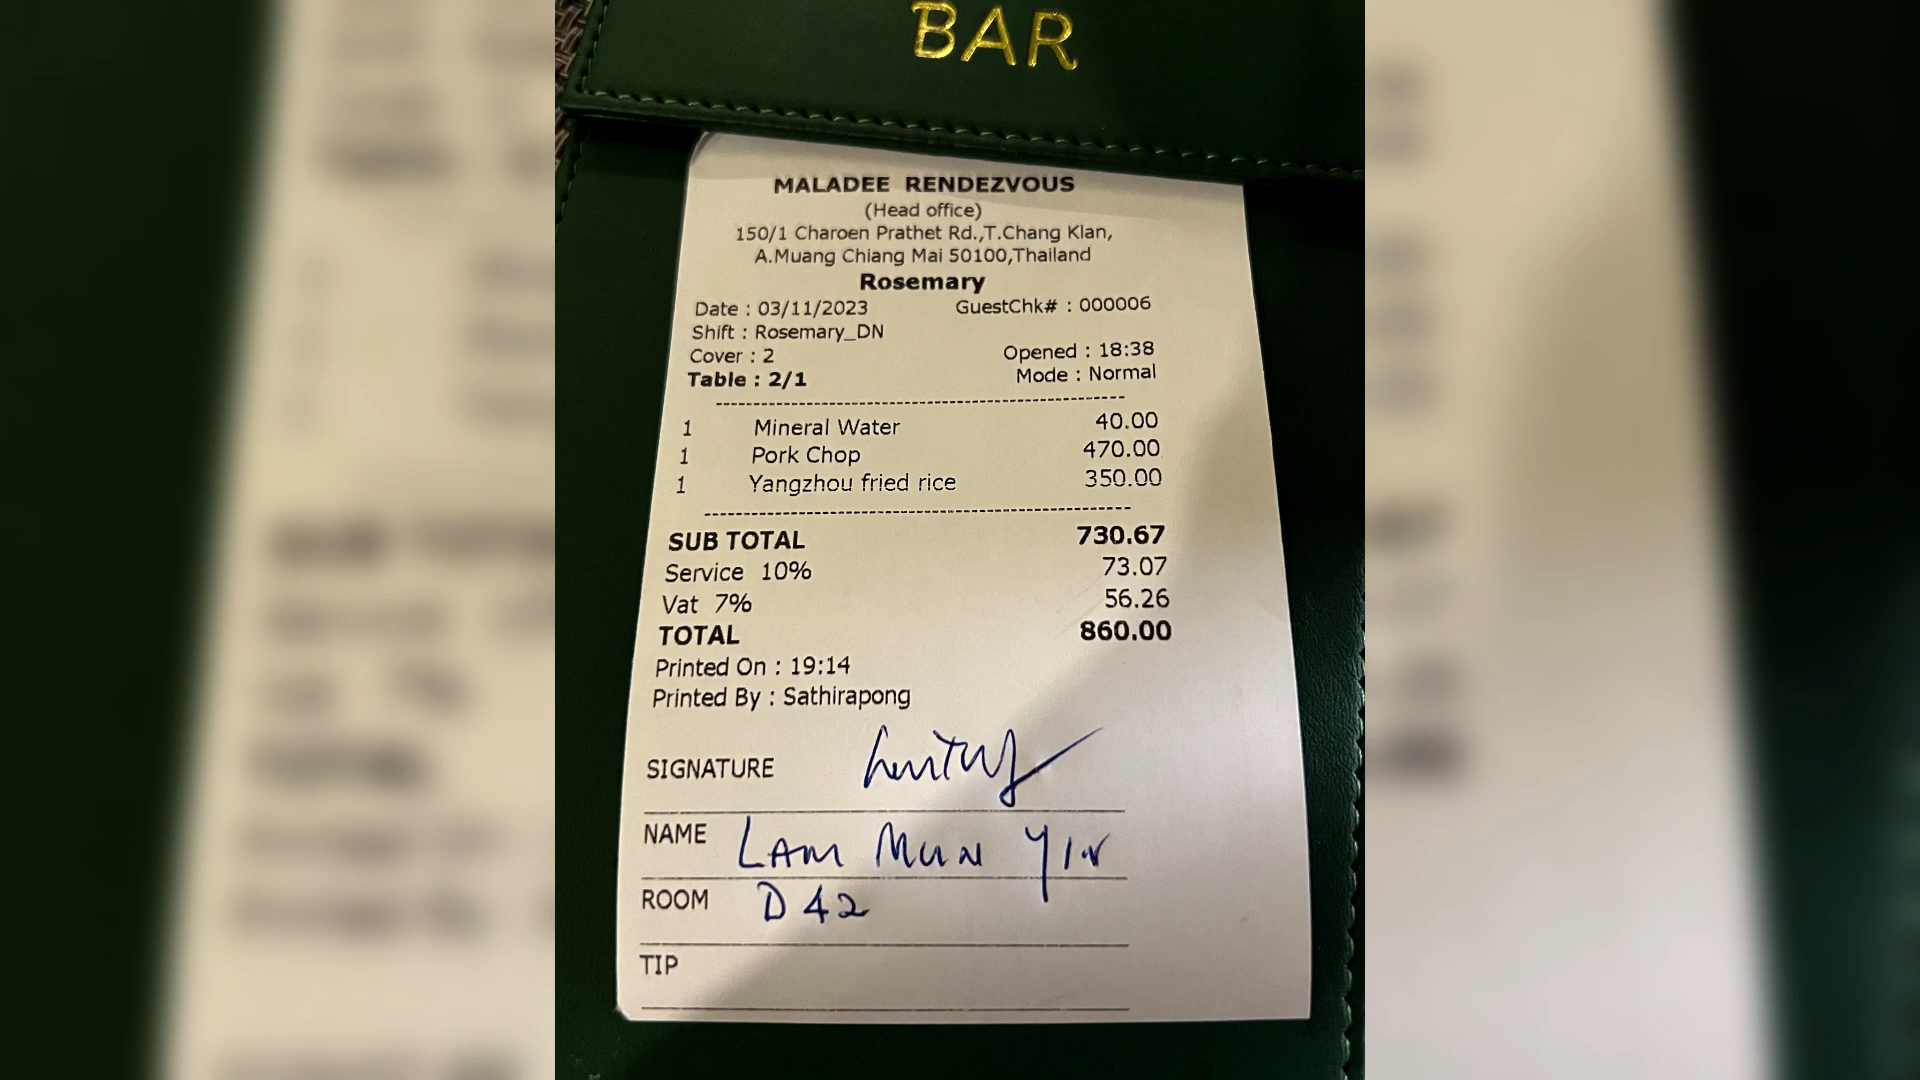 BAR
MALADEE RENDEZVOUS
(Head office)
150/1 Charoen Prathet Rd.,T.Chang Klan,
A.Muang Chiang Mai 50100,Thailand
Rosemary
Date : 03/11/2023 GuestChk# : 000006
Shift : Rosemary_DN
Cover : 2 Opened : 18:38
Table : 2/1 Mode : Normal
1 Mineral Water 40.00
1 Pork Chop 470.00
1 Yangzhou fried rice 350.00
SUB TOTAL 730.67
Service 10% 73.07
Vat 7% 56.26
TOTAL 860.00
Printed On : 19:14
Printed By : Sathirapong
SIGNATURE
NAME LAM MUN YIN
ROOM D42
TIP